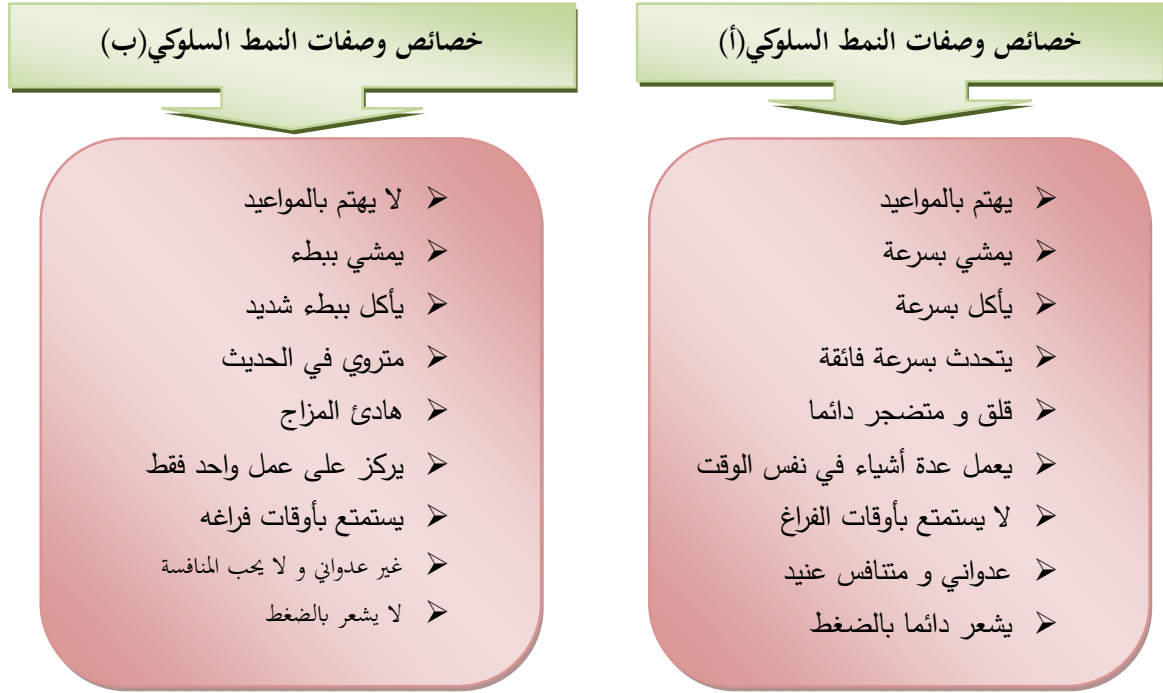 خصائص وصفات النمط السلوكي(أ)
➢ يهتم بالمواعيد
➢ يمشي بسرعة
➢ يأكل بسرعة
➢ يتحدث بسرعة فائقة
➢ قلق و متضجر دائما
➢ يعمل عدة أشياء في نفس الوقت
➢ لا يستمتع بأوقات الفراغ
➢ عدواني و متنافس عنيد
➢ يشعر دائما بالضغط
خصائص وصفات النمط السلوكي(ب)
➢ لا يهتم بالمواعيد
➢ يمشي ببطء
➢ يأكل ببطء شديد
➢ متروي في الحديث
➢ هادئ المزاج
➢ يركز على عمل واحد فقط
➢ يستمتع بأوقات فراغه
➢ غير عدواني و لا يحب المنافسة
➢ لا يشعر بالضغط